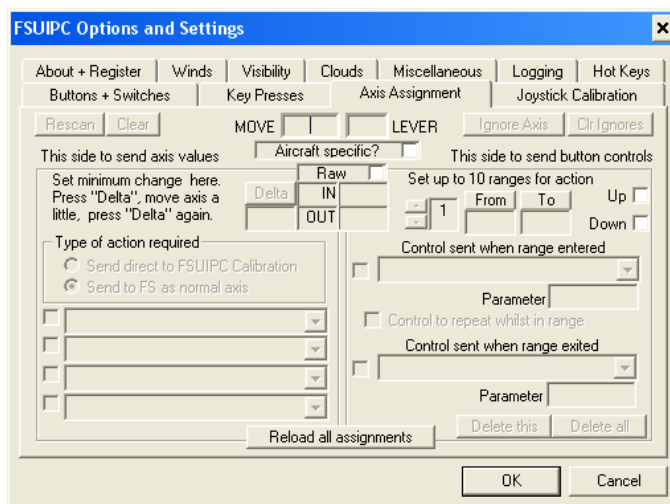 FSUIPC Options and Settings
About + Register Winds Visibility Clouds Miscellaneous Logging Hot Keys
Buttons + Switches Key Presses Axis Assignment Joystick Calibration
Rescan Clear MOVE LEVER Ignore Axis Clr Ignores
This side to send axis values Aircraft specific? This side to send button controls
Set minimum change here.
Press "Delta", move axis a
little, press "Delta" again.
Raw
Delta IN
OUT
Set up to 10 ranges for action
1 From To Up
Down
Type of action required
Send direct to FSUIPC Calibration
Send to FS as normal axis
Control sent when range entered
Parameter
Control to repeat whilst in range
Control sent when range exited
Parameter
Delete this Delete all
Reload all assignments
OK Cancel